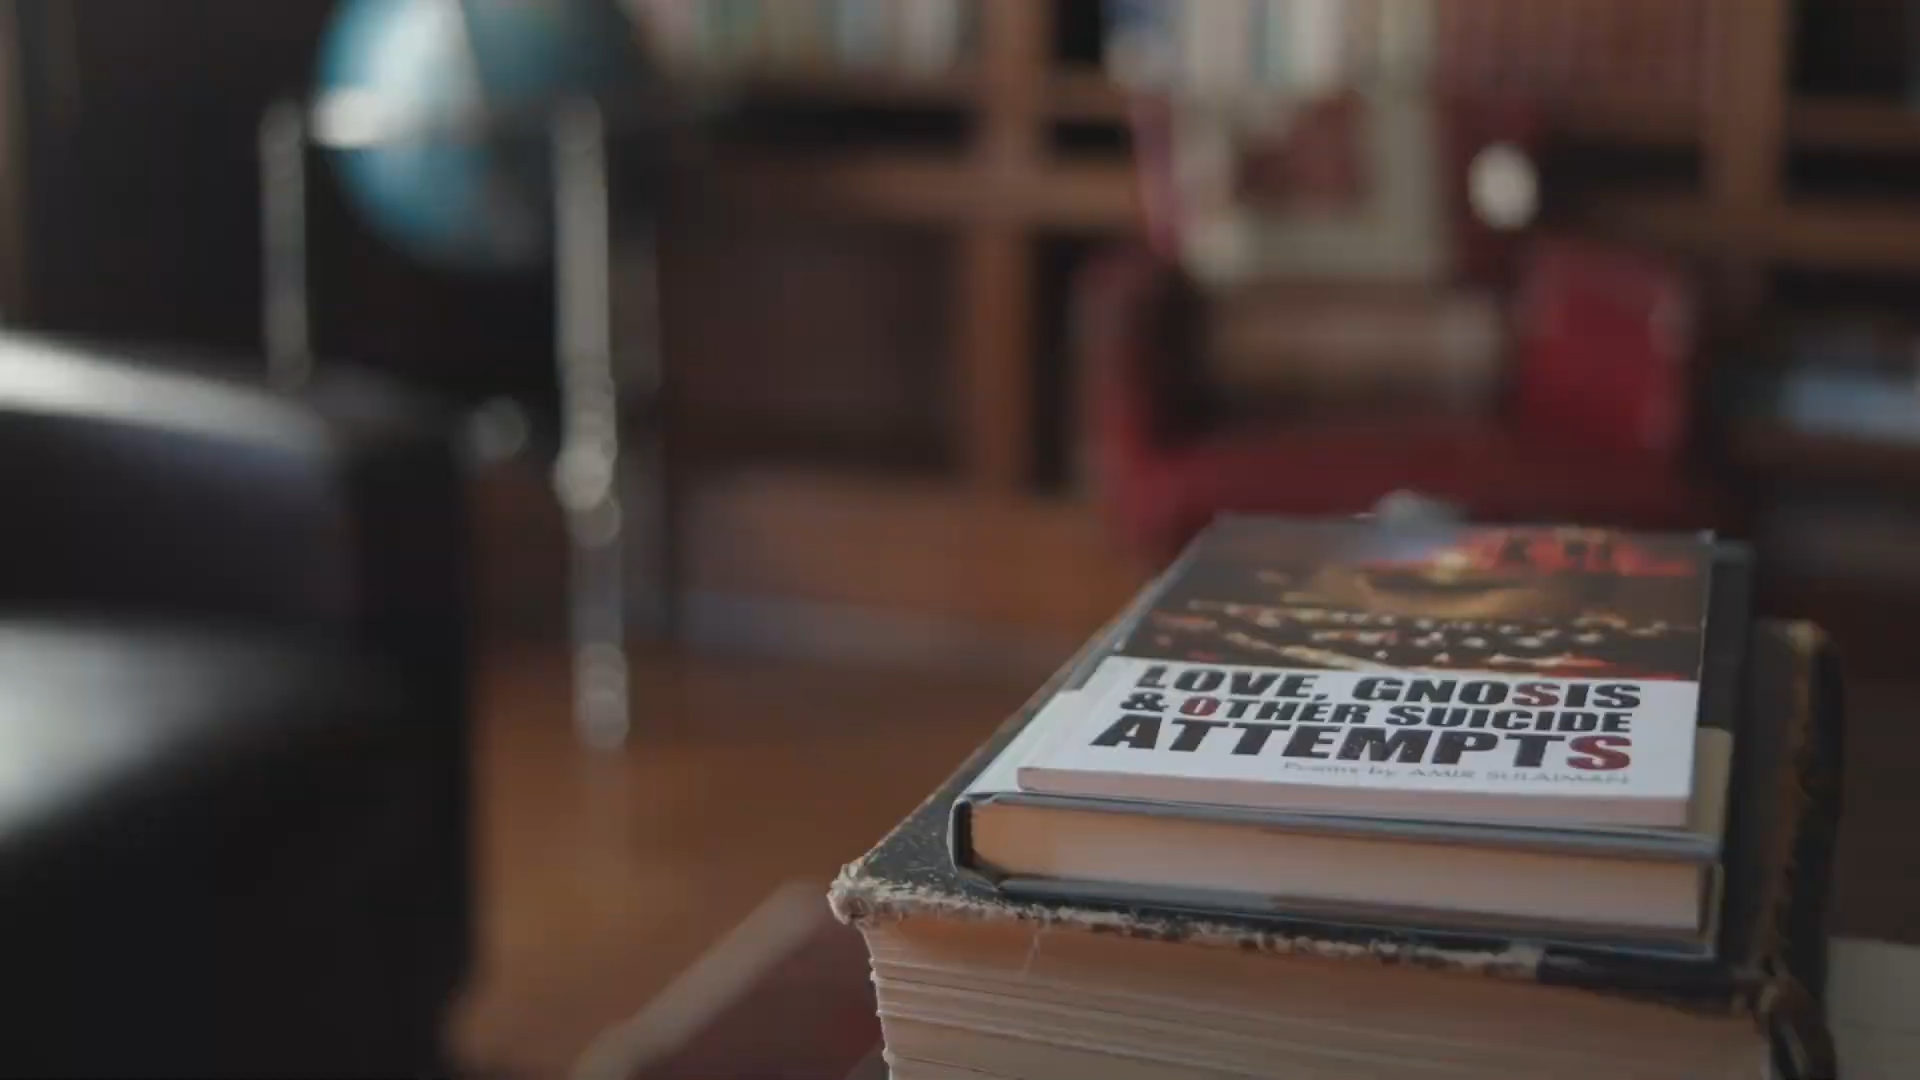 LOVE, GNOSIS
& OTHER SUICIDE
ATTEMPTS
Poems by AMIR SULAIMAN